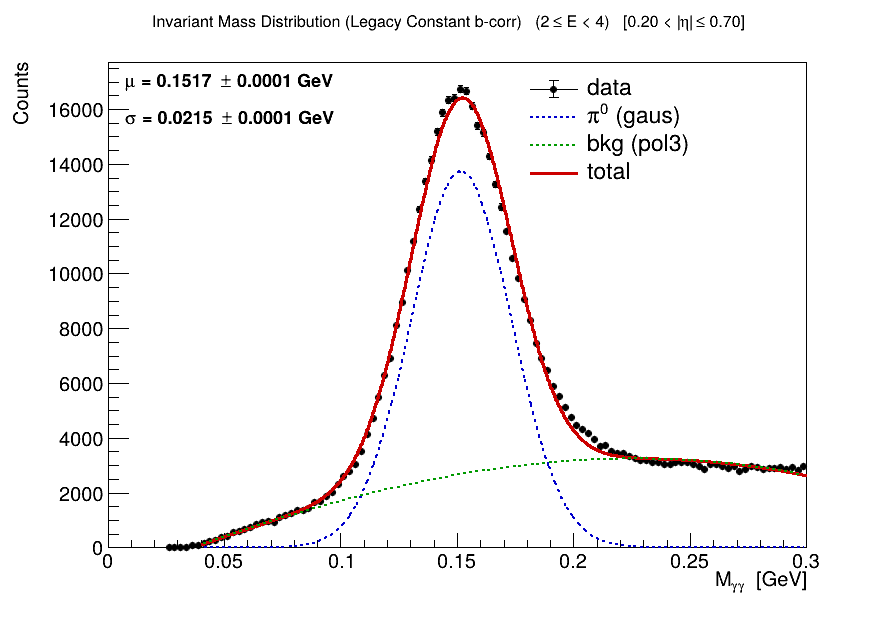 Invariant Mass Distribution (Legacy Constant b-corr) (2 ≤ E < 4) [0.20 < |η| ≤ 0.70]
Counts
μ = 0.1517 ± 0.0001 GeV
σ = 0.0215 ± 0.0001 GeV
data
π⁰ (gaus)
bkg (pol3)
total
16000
14000
12000
10000
8000
6000
4000
2000
0
0 0.05 0.1 0.15 0.2 0.25 0.3
Mγγ [GeV]